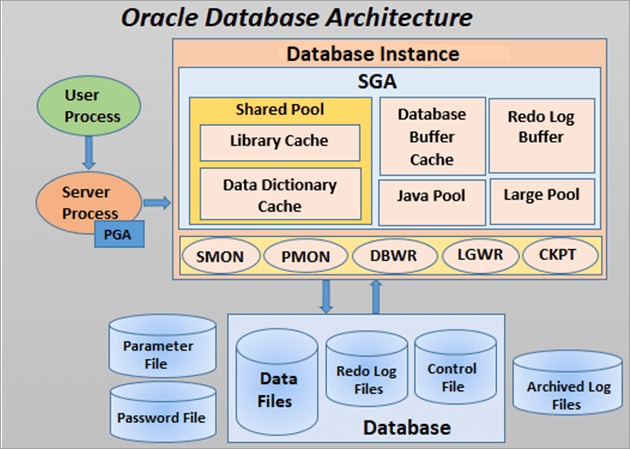 Oracle Database Architecture
Database Instance
SGA
User
Process
Server
Process
PGA
Shared Pool
Library Cache
Data Dictionary
Cache
Database
Buffer
Cache
Redo Log
Buffer
Java Pool
Large Pool
SMON
PMON
DBWR
LGWR
CKPT
Parameter
File
Password File
Data
Files
Redo Log
Files
Control
File
Database
Archived Log
Files